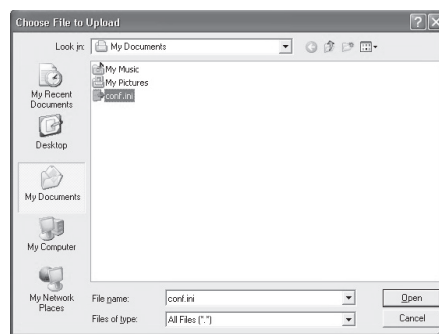 Choose File to Upload
Look in: My Documents
My Recent
Documents
Desktop
My Documents
My Computer
My Network
Places
My Music
My Pictures
conf.ini
File name: conf.ini Open
Files of type: All Files (*.*) Cancel